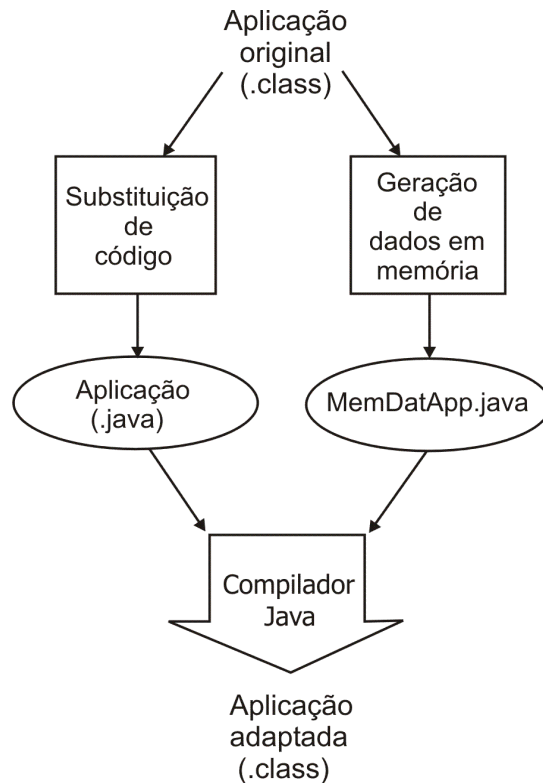 Aplicação
original
(.class)
Substituição
de
código
Geração
de
dados em
memória
Aplicação
(.java)
MemDatApp.java
Compilador
Java
Aplicação
adaptada
(.class)